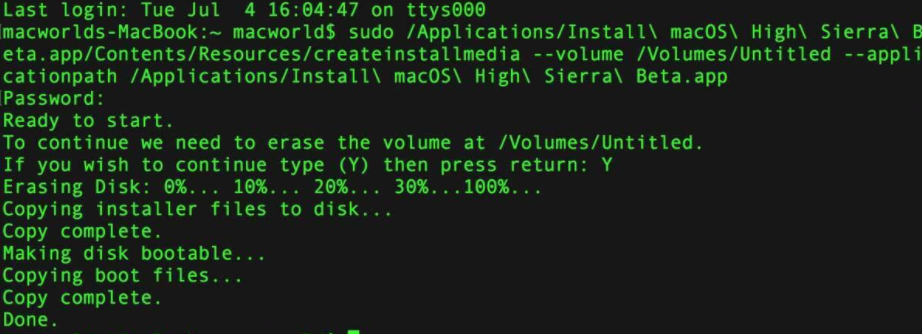 Last login: Tue Jul  4 16:04:47 on ttys000
macworlds-MacBook:~ macworld$ sudo /Applications/Install\ macOS\ High\ Sierra\ B
eta.app/Contents/Resources/createinstallmedia --volume /Volumes/Untitled --appli
cationpath /Applications/Install\ macOS\ High\ Sierra\ Beta.app
Password:
Ready to start.
To continue we need to erase the volume at /Volumes/Untitled.
If you wish to continue type (Y) then press return: Y
Erasing Disk: 0%... 10%... 20%... 30%...100%...
Copying installer files to disk...
Copy complete.
Making disk bootable...
Copying boot files...
Copy complete.
Done.